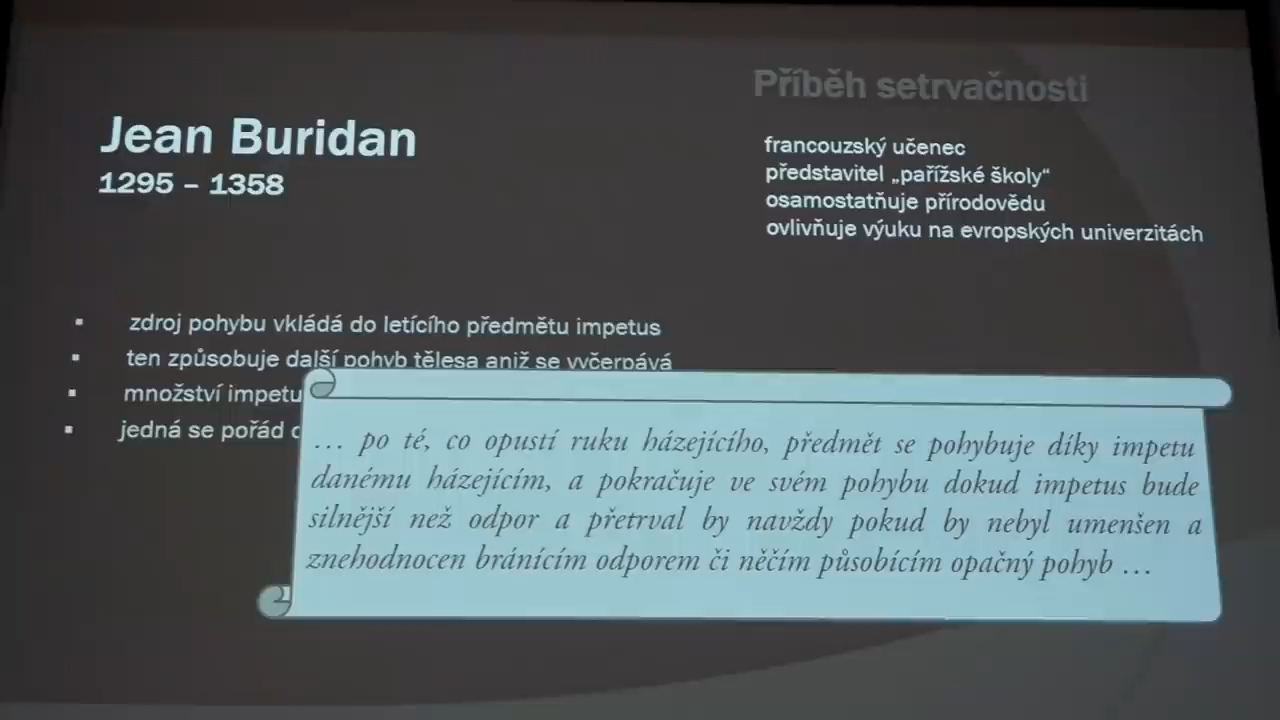 Příběh setrvačnosti
Jean Buridan
1295 – 1358
francouzský učenec
představitel „pařížské školy“
osamostatňuje přírodovědu
ovlivňuje výuku na evropských univerzitách
▪ zdroj pohybu vkládá do letícího předmětu impetus
▪ ten způsobuje další pohyb tělesa aniž se vyčerpává
▪ množství impetu
▪ jedná se pořád
… po té, co opustí ruku házejícího, předmět se pohybuje díky impetu
danému házejícím, a pokračuje ve svém pohybu dokud impetus bude
silnější než odpor a přetrval by navždy pokud by nebyl umenšen a
znehodnocen bránícím odporem či něčím působícím opačný pohyb …